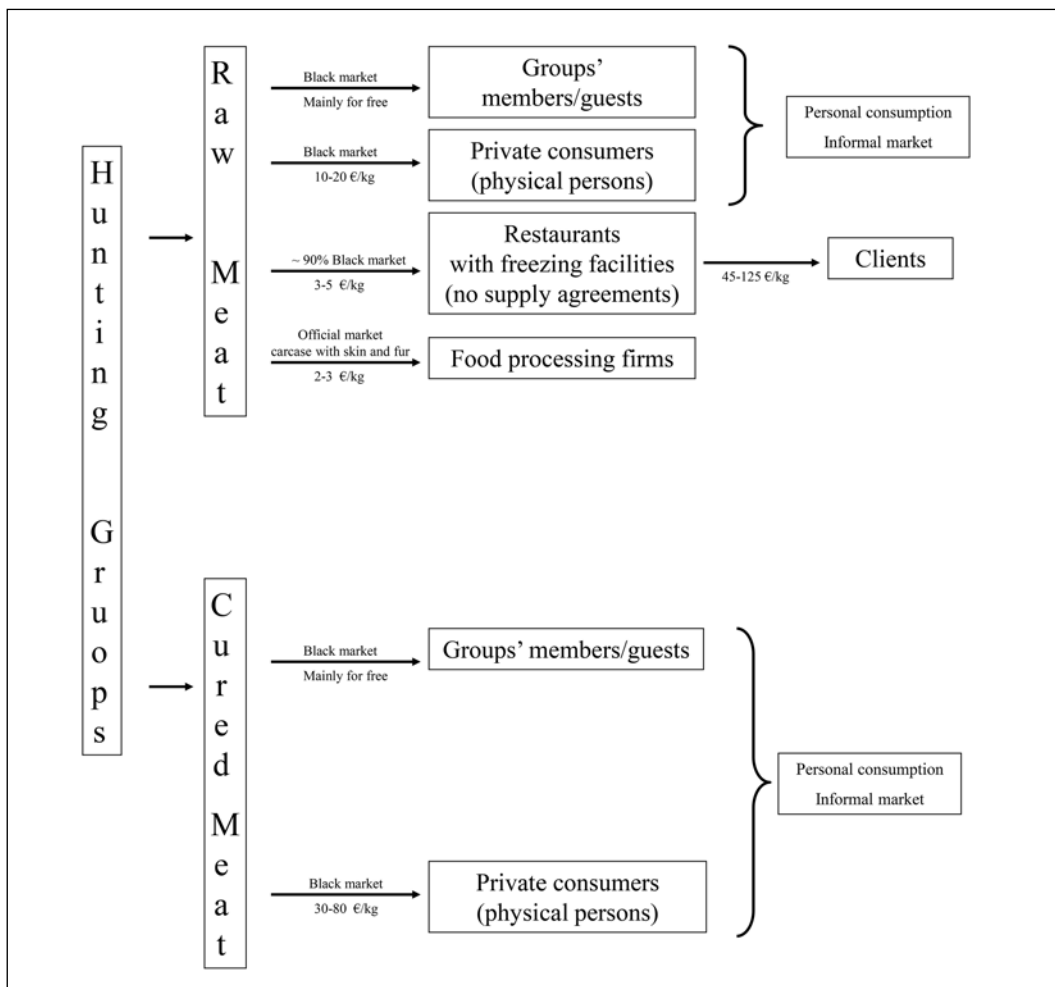 Hunting Gruops
Raw Meat
Black market
Mainly for free
Groups’
members/guests
Black market
10-20 €/kg
Private consumers
(physical persons)
Personal consumption
Informal market
~ 90% Black market
3-5 €/kg
Restaurants
with freezing facilities
(no supply agreements)
45-125 €/kg
Clients
Official market
carcase with skin and fur
2-3 €/kg
Food processing firms
Cured Meat
Black market
Mainly for free
Groups’ members/guests
Black market
30-80 €/kg
Private consumers
(physical persons)
Personal consumption
Informal market